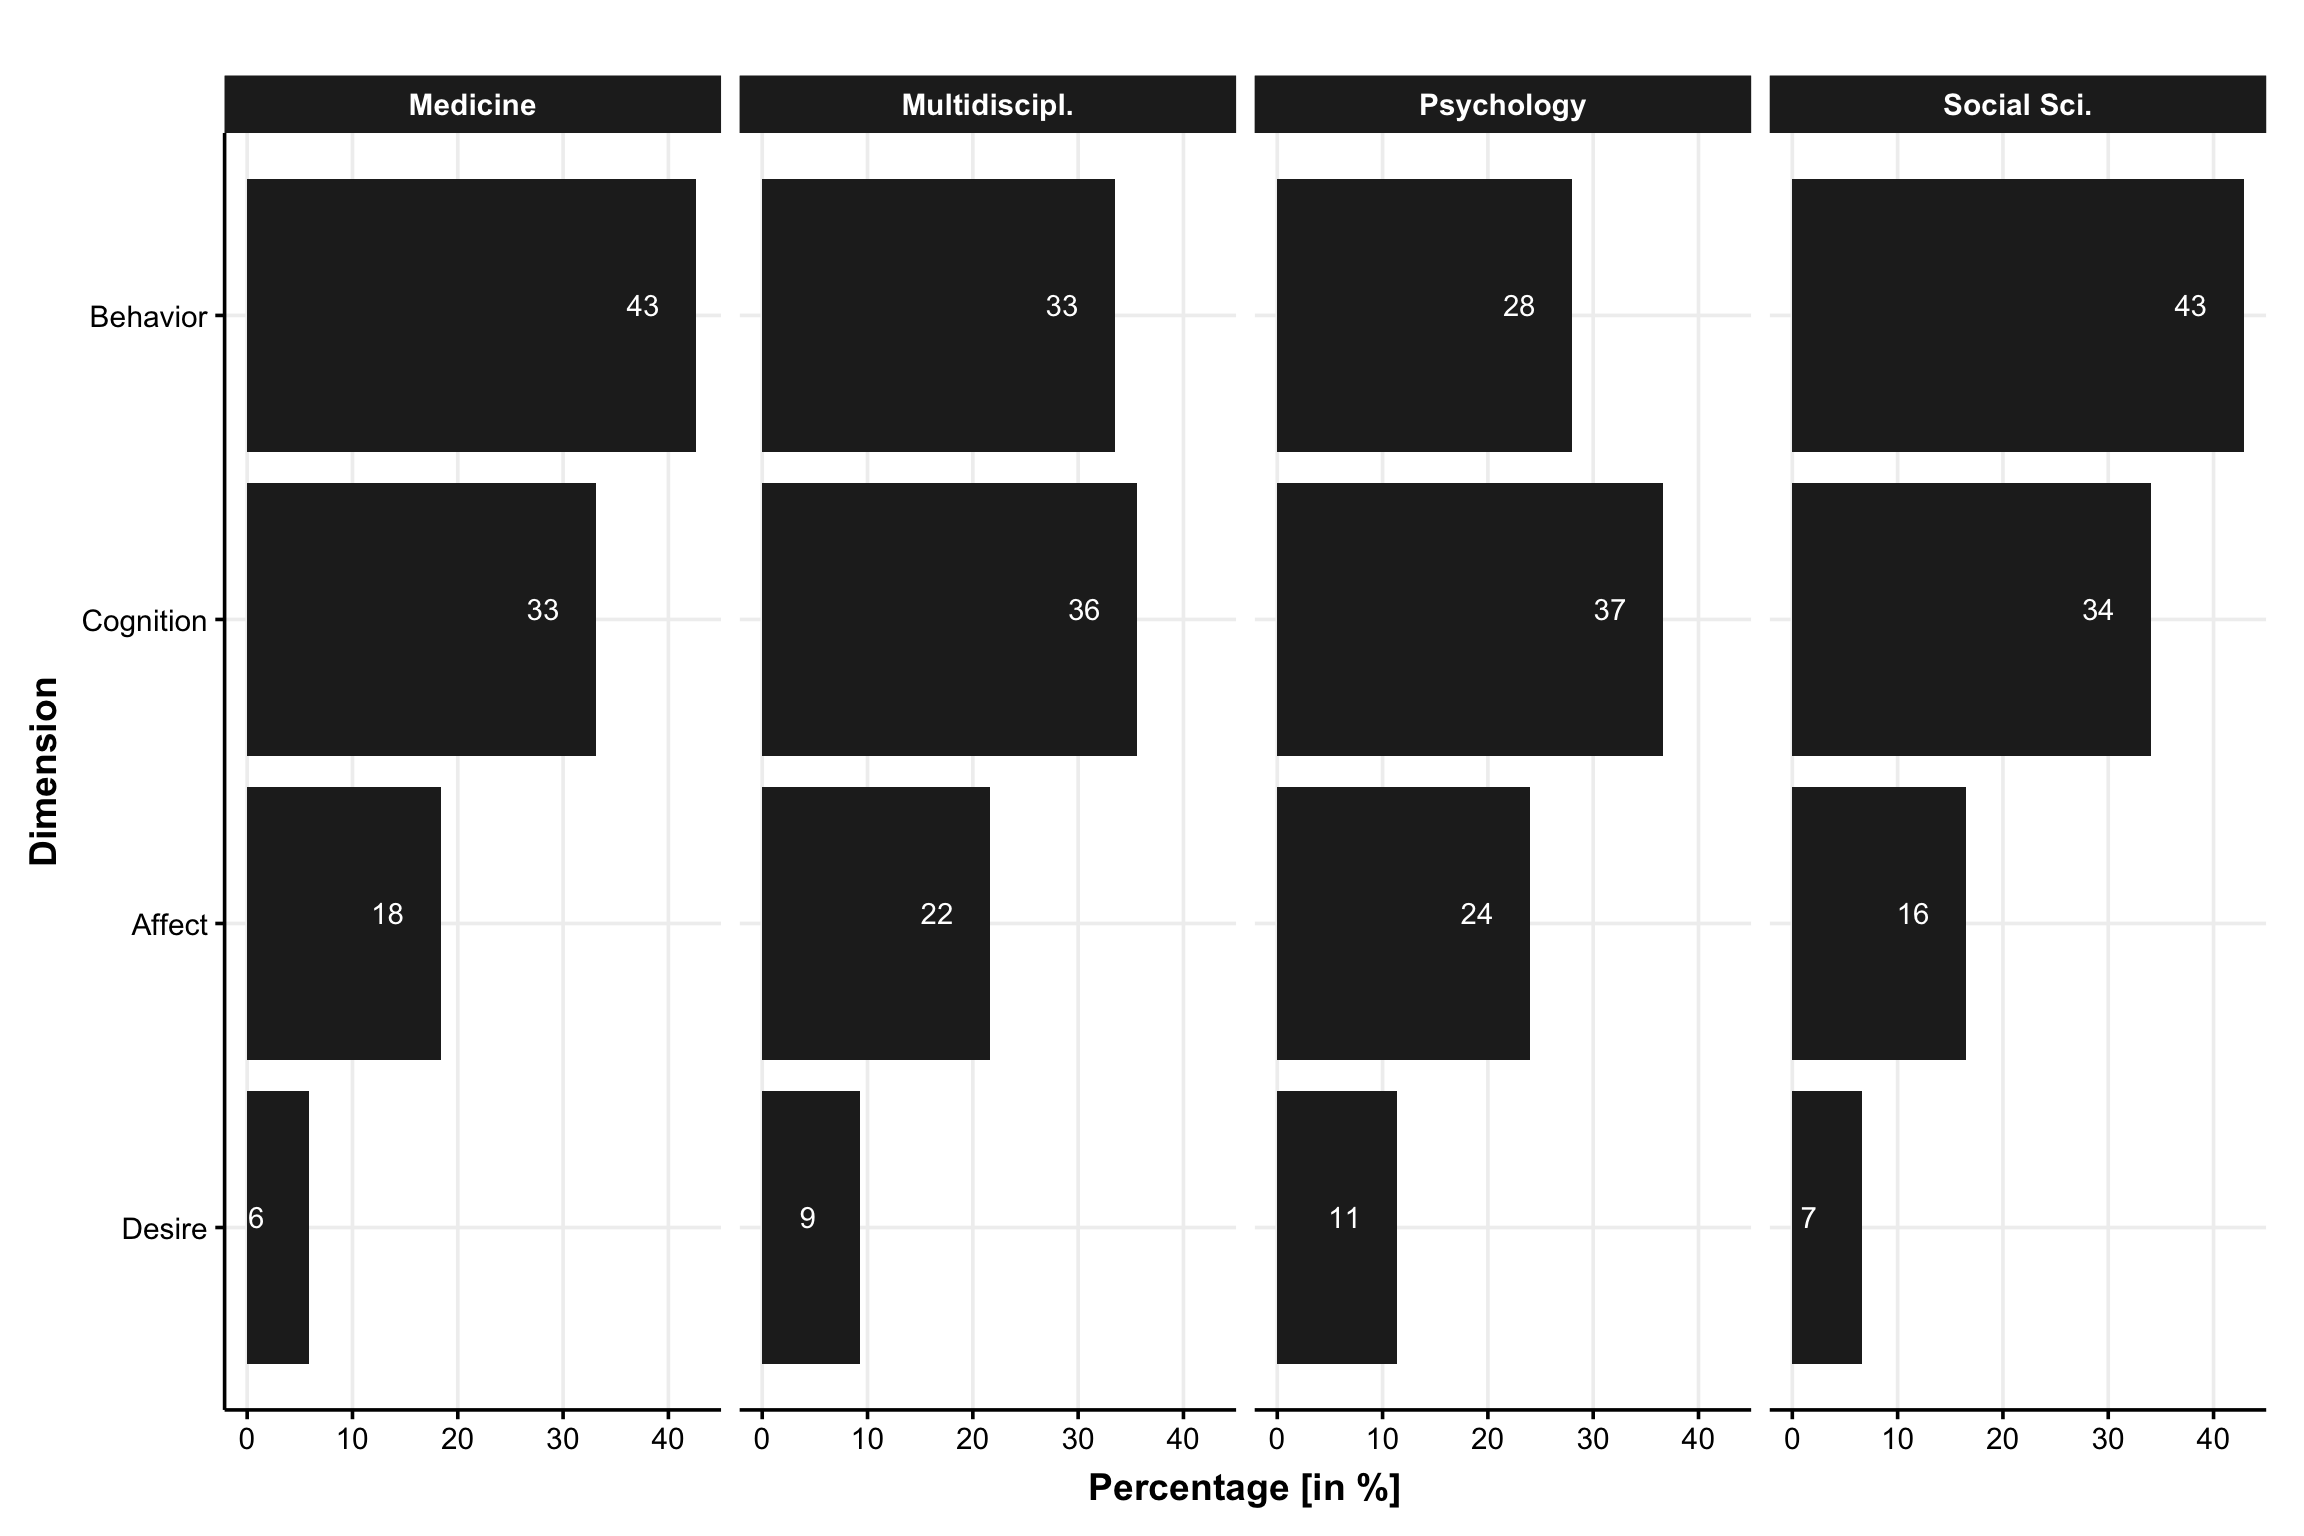 Medicine Multidiscipl. Psychology Social Sci.
Behavior 43 33 28 43
Cognition 33 36 37 34
Affect 18 22 24 16
Desire 6 9 11 7
0 10 20 30 40 0 10 20 30 40 0 10 20 30 40 0 10 20 30 40
Percentage [in %]
Dimension